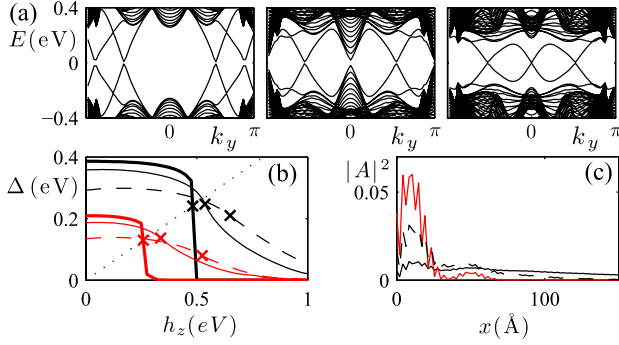 (a)
0.4
E(eV)
0
−0.4
0 k_y π 0 k_y π 0 k_y π
(b)
0.4
Δ (eV)
0.2
0
0 0.5 1
h_z(eV)
(c)
|A|²
0.05
0
0 100
x(Å)